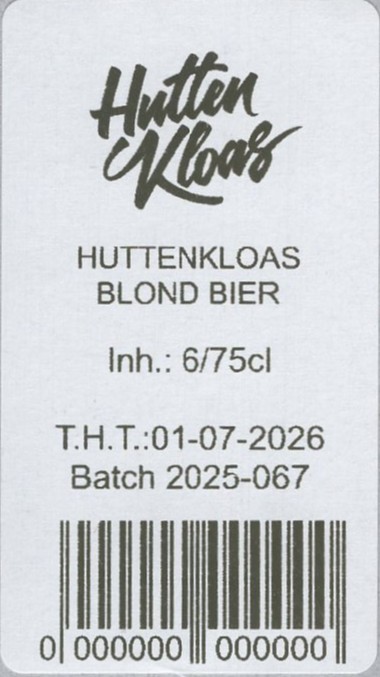 Hutten
Kloas
HUTTENKLOAS
BLOND BIER
Inh.: 6/75cl
T.H.T.:01-07-2026
Batch 2025-067
0 000000 000000